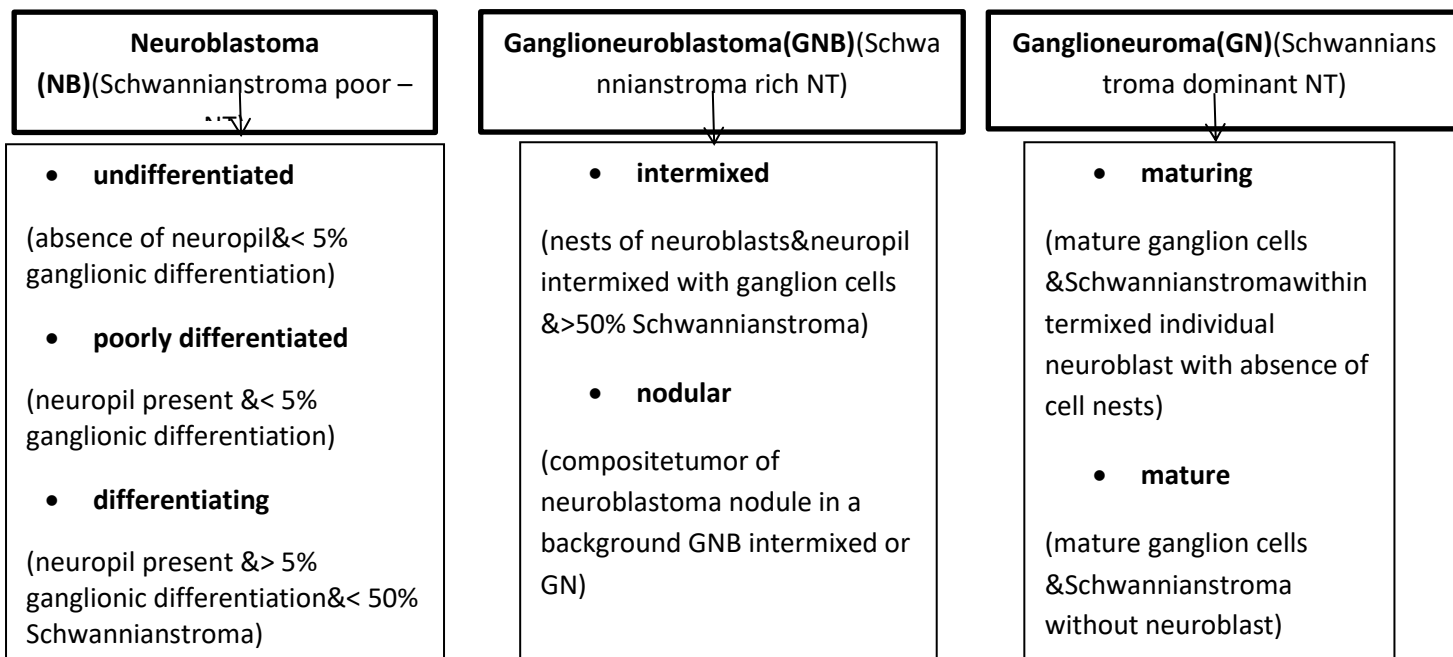 Neuroblastoma
(NB)(Schwannianstroma poor –
NT)
• undifferentiated
(absence of neuropil&< 5%
ganglionic differentiation)
• poorly differentiated
(neuropil present &< 5%
ganglionic differentiation)
• differentiating
(neuropil present &> 5%
ganglionic differentiation&< 50%
Schwannianstroma)
Ganglioneuroblastoma(GNB)(Schwa
nnianstroma rich NT)
• intermixed
(nests of neuroblasts&neuropil
intermixed with ganglion cells
&>50% Schwannianstroma)
• nodular
(compositetumor of
neuroblastoma nodule in a
background GNB intermixed or
GN)
Ganglioneuroma(GN)(Schwannians
troma dominant NT)
• maturing
(mature ganglion cells
&Schwannianstromawithin
termixed individual
neuroblast with absence of
cell nests)
• mature
(mature ganglion cells
&Schwannianstroma
without neuroblast)